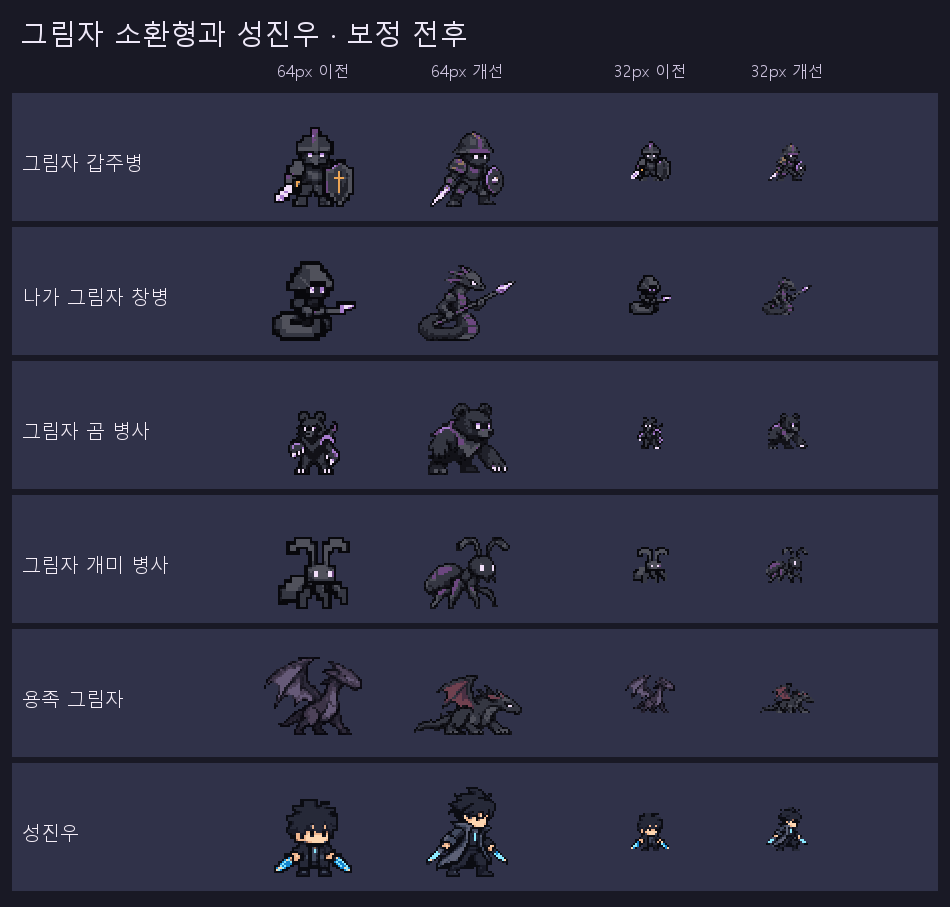 그림자 소환형과 성진우 · 보정 전후
64px 이전 64px 개선 32px 이전 32px 개선
그림자 갑주병
나가 그림자 창병
그림자 곰 병사
그림자 개미 병사
용족 그림자
성진우